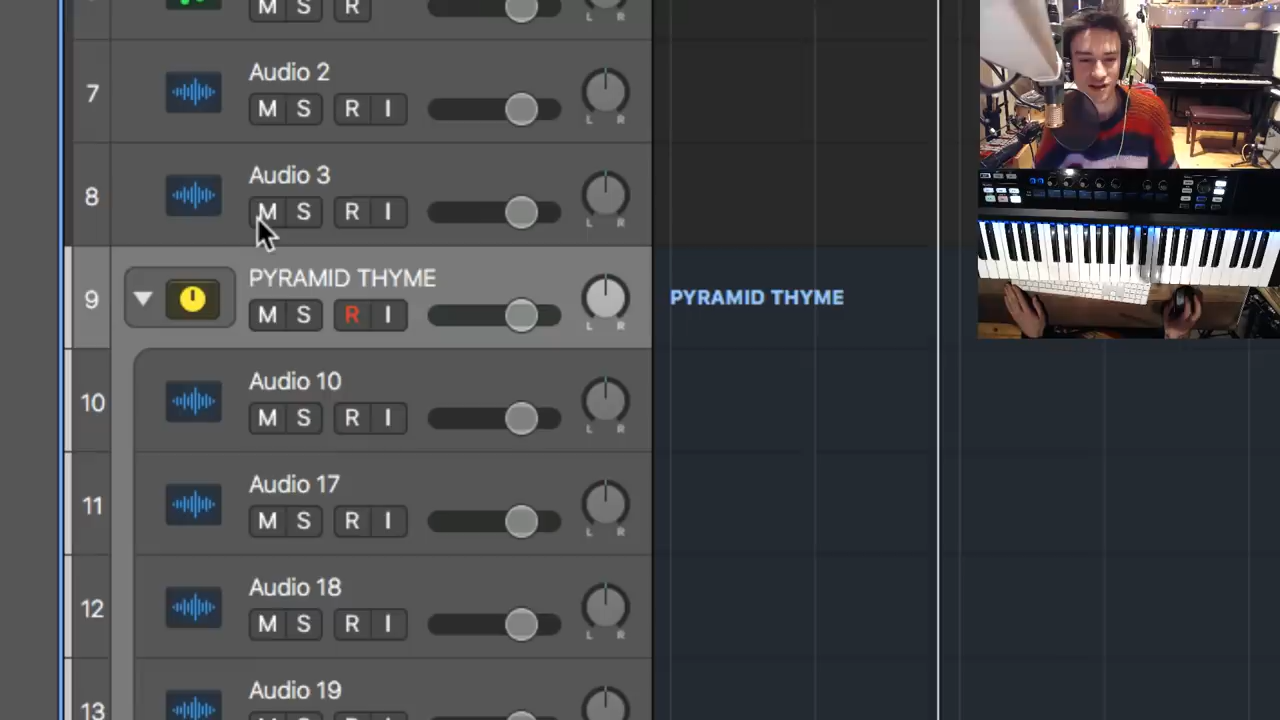 M S R
L R
7
Audio 2
M S R I
L R
8
Audio 3
M S R I
L R
9
PYRAMID THYME
M S R I
L R
PYRAMID THYME
10
Audio 10
M S R I
L R
11
Audio 17
M S R I
L R
12
Audio 18
M S R I
L R
13
Audio 19